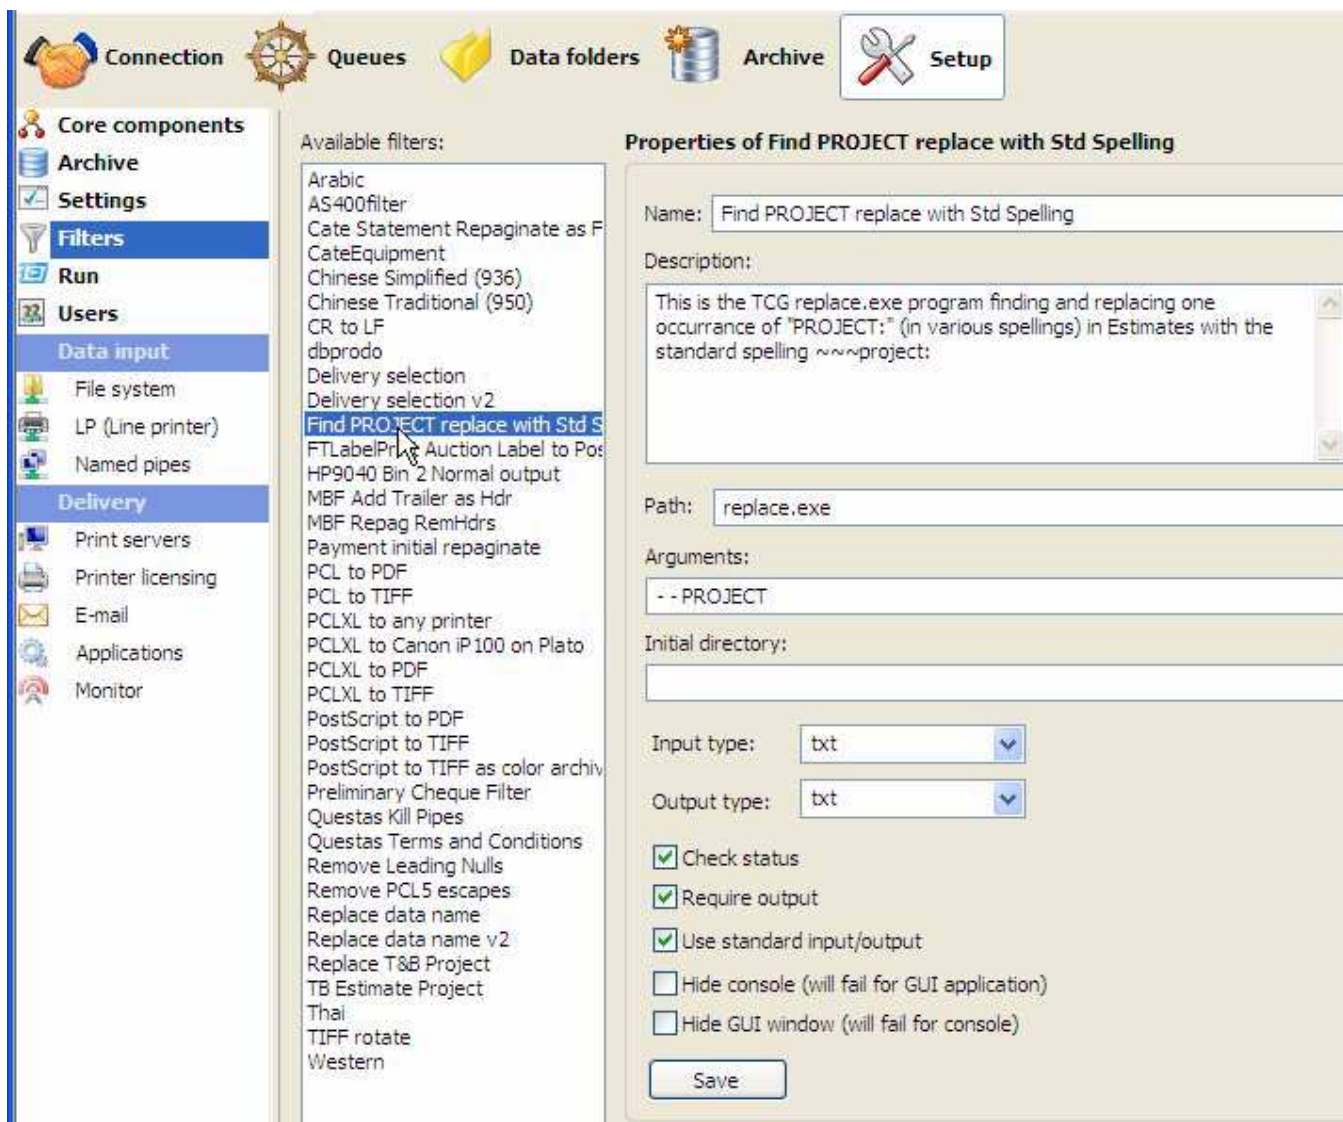 Connection
Queues
Data folders
Archive
Setup
Core components
Archive
Settings
Filters
Run
Users
Data input
File system
LP (Line printer)
Named pipes
Delivery
Print servers
Printer licensing
E-mail
Applications
Monitor
Available filters:
Arabic
AS400filter
Cate Statement Repaginate as F
CateEquipment
Chinese Simplified (936)
Chinese Traditional (950)
CR to LF
dbprodo
Delivery selection
Delivery selection v2
Find PROJECT replace with Std S
FTLabelPr Auction Label to Pos
HP9040 Bin 2 Normal output
MBF Add Trailer as Hdr
MBF Repag RemHdrs
Payment initial repaginate
PCL to PDF
PCL to TIFF
PCLXL to any printer
PCLXL to Canon iP100 on Plato
PCLXL to PDF
PCLXL to TIFF
PostScript to PDF
PostScript to TIFF
PostScript to TIFF as color archiv
Preliminary Cheque Filter
Questas Kill Pipes
Questas Terms and Conditions
Remove Leading Nulls
Remove PCL5 escapes
Replace data name
Replace data name v2
Replace T&B Project
TB Estimate Project
Thai
TIFF rotate
Western
Properties of Find PROJECT replace with Std Spelling
Name: Find PROJECT replace with Std Spelling
Description:
This is the TCG replace.exe program finding and replacing one
occurrance of "PROJECT:" (in various spellings) in Estimates with the
standard spelling ~~~project:
Path: replace.exe
Arguments:
- - PROJECT
Initial directory:
Input type: txt
Output type: txt
Check status
Require output
Use standard input/output
Hide console (will fail for GUI application)
Hide GUI window (will fail for console)
Save